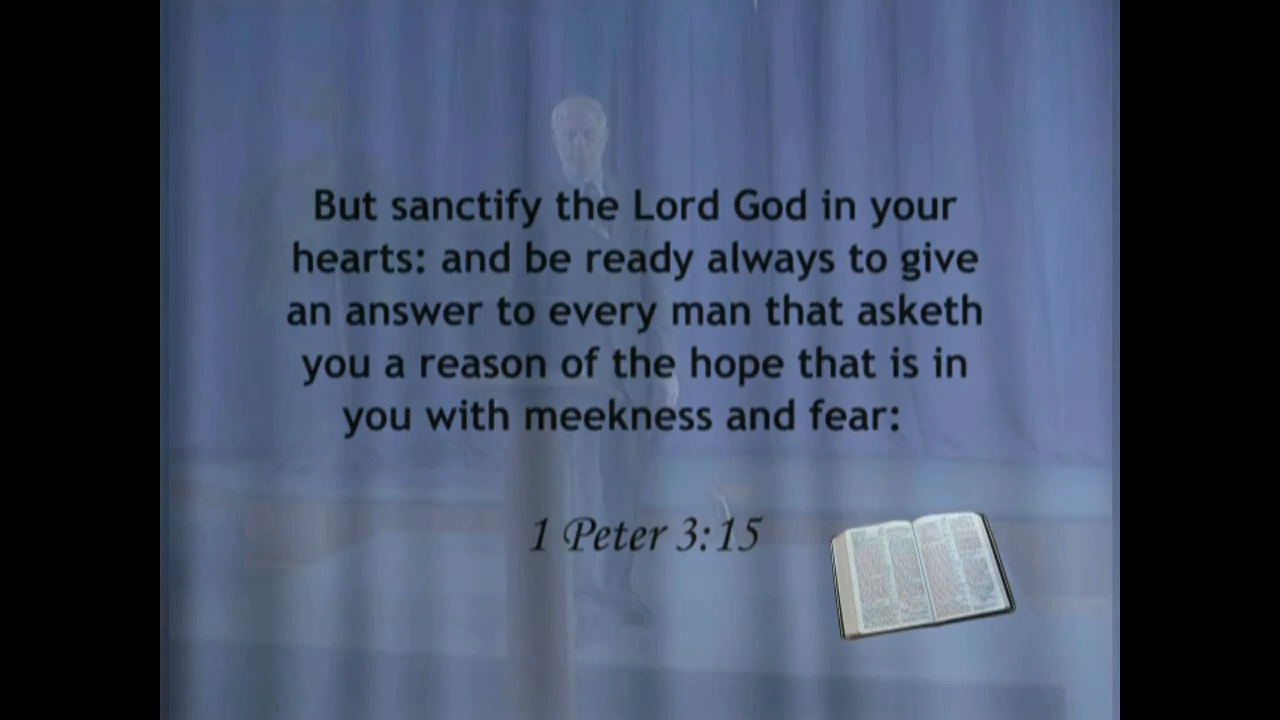 But sanctify the Lord God in your
hearts: and be ready always to give
an answer to every man that asketh
you a reason of the hope that is in
you with meekness and fear:
1 Peter 3:15